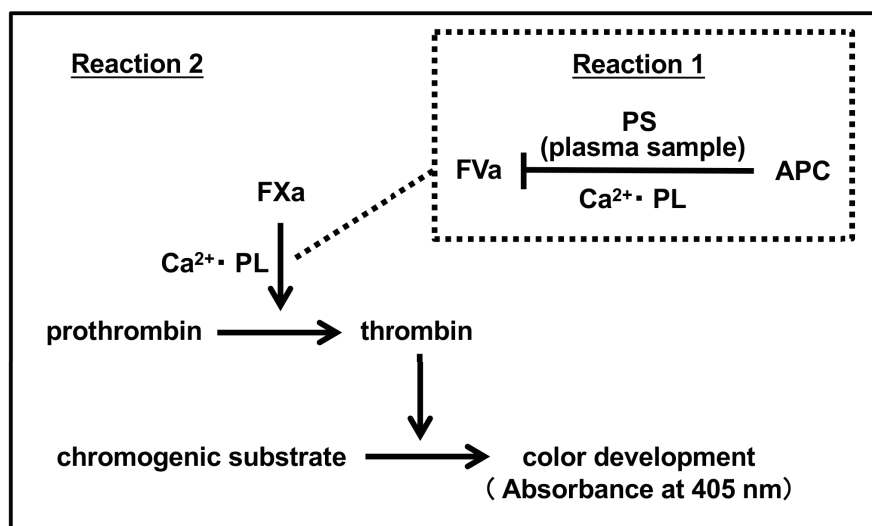 Reaction 2
Reaction 1
PS
(plasma sample)
FVa
APC
Ca²⁺· PL
FXa
Ca²⁺· PL
prothrombin
thrombin
chromogenic substrate
color development
( Absorbance at 405 nm)